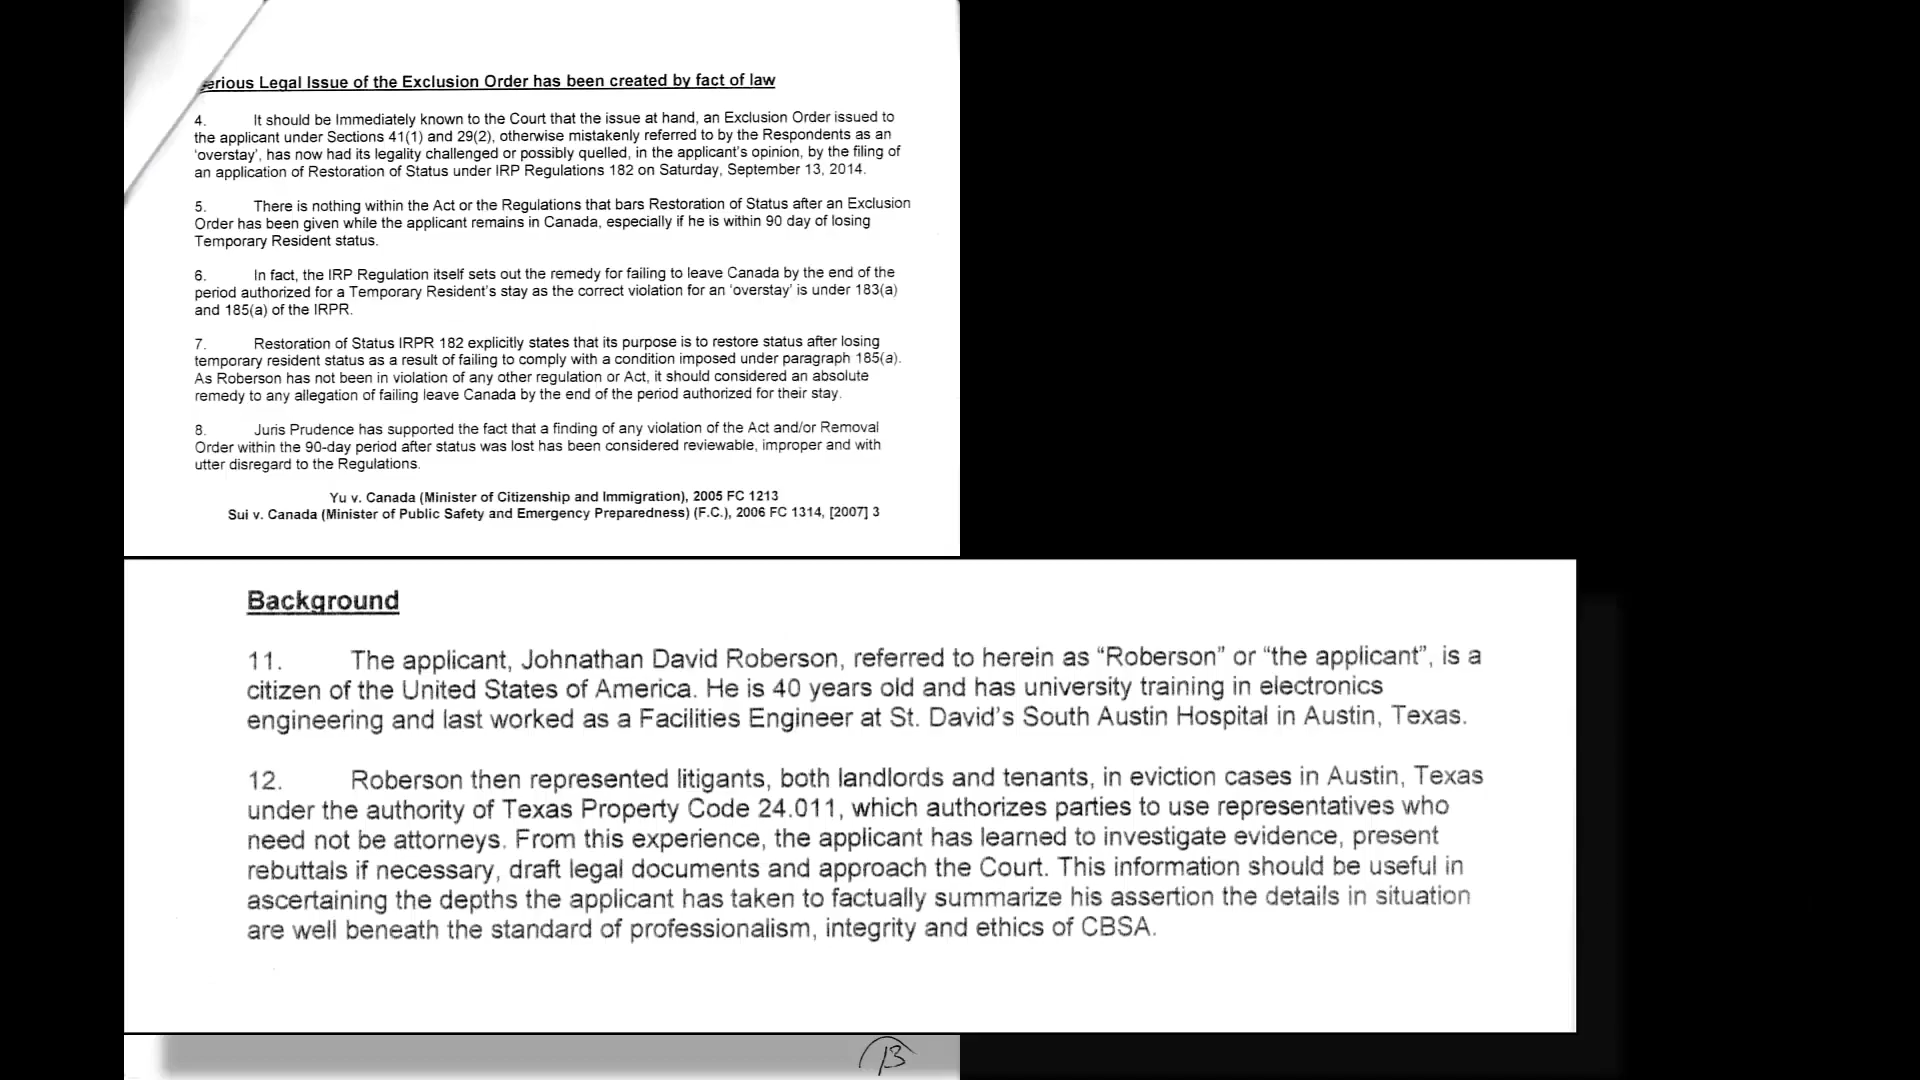 erious Legal Issue of the Exclusion Order has been created by fact of law
4. It should be Immediately known to the Court that the issue at hand, an Exclusion Order issued to
the applicant under Sections 41(1) and 29(2), otherwise mistakenly referred to by the Respondents as an
'overstay', has now had its legality challenged or possibly quelled, in the applicant's opinion, by the filing of
an application of Restoration of Status under IRP Regulations 182 on Saturday, September 13, 2014.
5. There is nothing within the Act or the Regulations that bars Restoration of Status after an Exclusion
Order has been given while the applicant remains in Canada, especially if he is within 90 day of losing
Temporary Resident status.
6. In fact, the IRP Regulation itself sets out the remedy for failing to leave Canada by the end of the
period authorized for a Temporary Resident's stay as the correct violation for an 'overstay' is under 183(a)
and 185(a) of the IRPR.
7. Restoration of Status IRPR 182 explicitly states that its purpose is to restore status after losing
temporary resident status as a result of failing to comply with a condition imposed under paragraph 185(a).
As Roberson has not been in violation of any other regulation or Act, it should considered an absolute
remedy to any allegation of failing leave Canada by the end of the period authorized for their stay.
8. Juris Prudence has supported the fact that a finding of any violation of the Act and/or Removal
Order within the 90-day period after status was lost has been considered reviewable, improper and with
utter disregard to the Regulations.
Yu v. Canada (Minister of Citizenship and Immigration), 2005 FC 1213
Sui v. Canada (Minister of Public Safety and Emergency Preparedness) (F.C.), 2006 FC 1314, [2007] 3
Background
11. The applicant, Johnathan David Roberson, referred to herein as “Roberson” or “the applicant”, is a
citizen of the United States of America. He is 40 years old and has university training in electronics
engineering and last worked as a Facilities Engineer at St. David's South Austin Hospital in Austin, Texas.
12. Roberson then represented litigants, both landlords and tenants, in eviction cases in Austin, Texas
under the authority of Texas Property Code 24.011, which authorizes parties to use representatives who
need not be attorneys. From this experience, the applicant has learned to investigate evidence, present
rebuttals if necessary, draft legal documents and approach the Court. This information should be useful in
ascertaining the depths the applicant has taken to factually summarize his assertion the details in situation
are well beneath the standard of professionalism, integrity and ethics of CBSA.
13